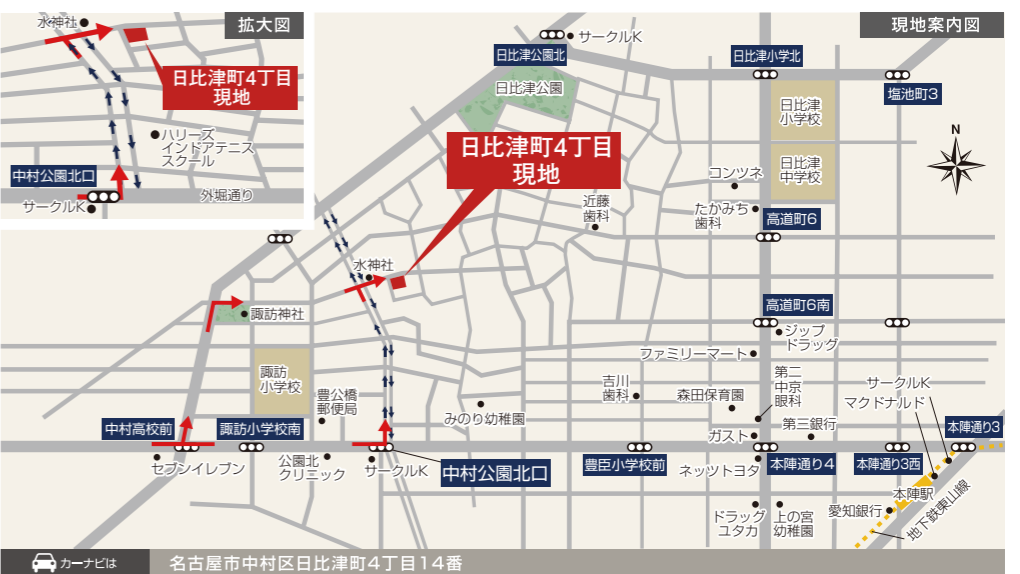 拡大図
水神社
日比津町4丁目
現地
ハリーズ
インドアテニス
スクール
中村公園北口
サークルK
外堀通り
現地案内図
サークルK
日比津公園北
日比津公園
日比津小学北
塩池町3
日比津
小学校
日比津
中学校
N
日比津町4丁目
現地
コンツネ
近藤
歯科
たかみち
歯科
高道町6
水神社
諏訪神社
高道町6南
ジップ
ドラッグ
ファミリーマート
諏訪
小学校
豊公橋
郵便局
みのり幼稚園
吉川
歯科
森田保育園
第二
中京
眼科
サークルK
マクドナルド
第三銀行
ガスト
中村高校前
諏訪小学校南
本陣通り3
セブンイレブン
公園北
クリニック
サークルK
中村公園北口
豊臣小学校前
ネッツトヨタ
本陣通り4
本陣通り3西
本陣駅
地下鉄東山線
愛知銀行
ドラッグ
ユタカ
上の宮
幼稚園
カーナビは
名古屋市中村区日比津町4丁目14番